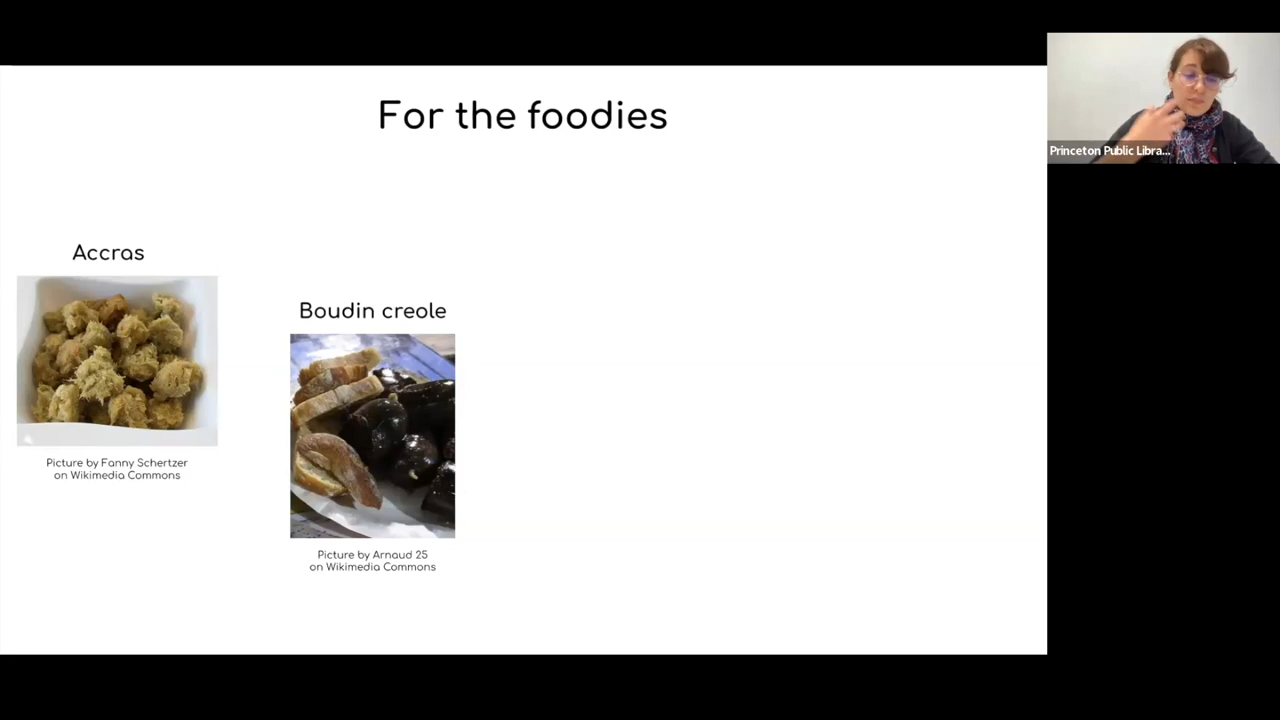 For the foodies
Accras
Picture by Fanny Schertzer
on Wikimedia Commons
Boudin creole
Picture by Arnaud 25
on Wikimedia Commons
Princeton Public Libra...